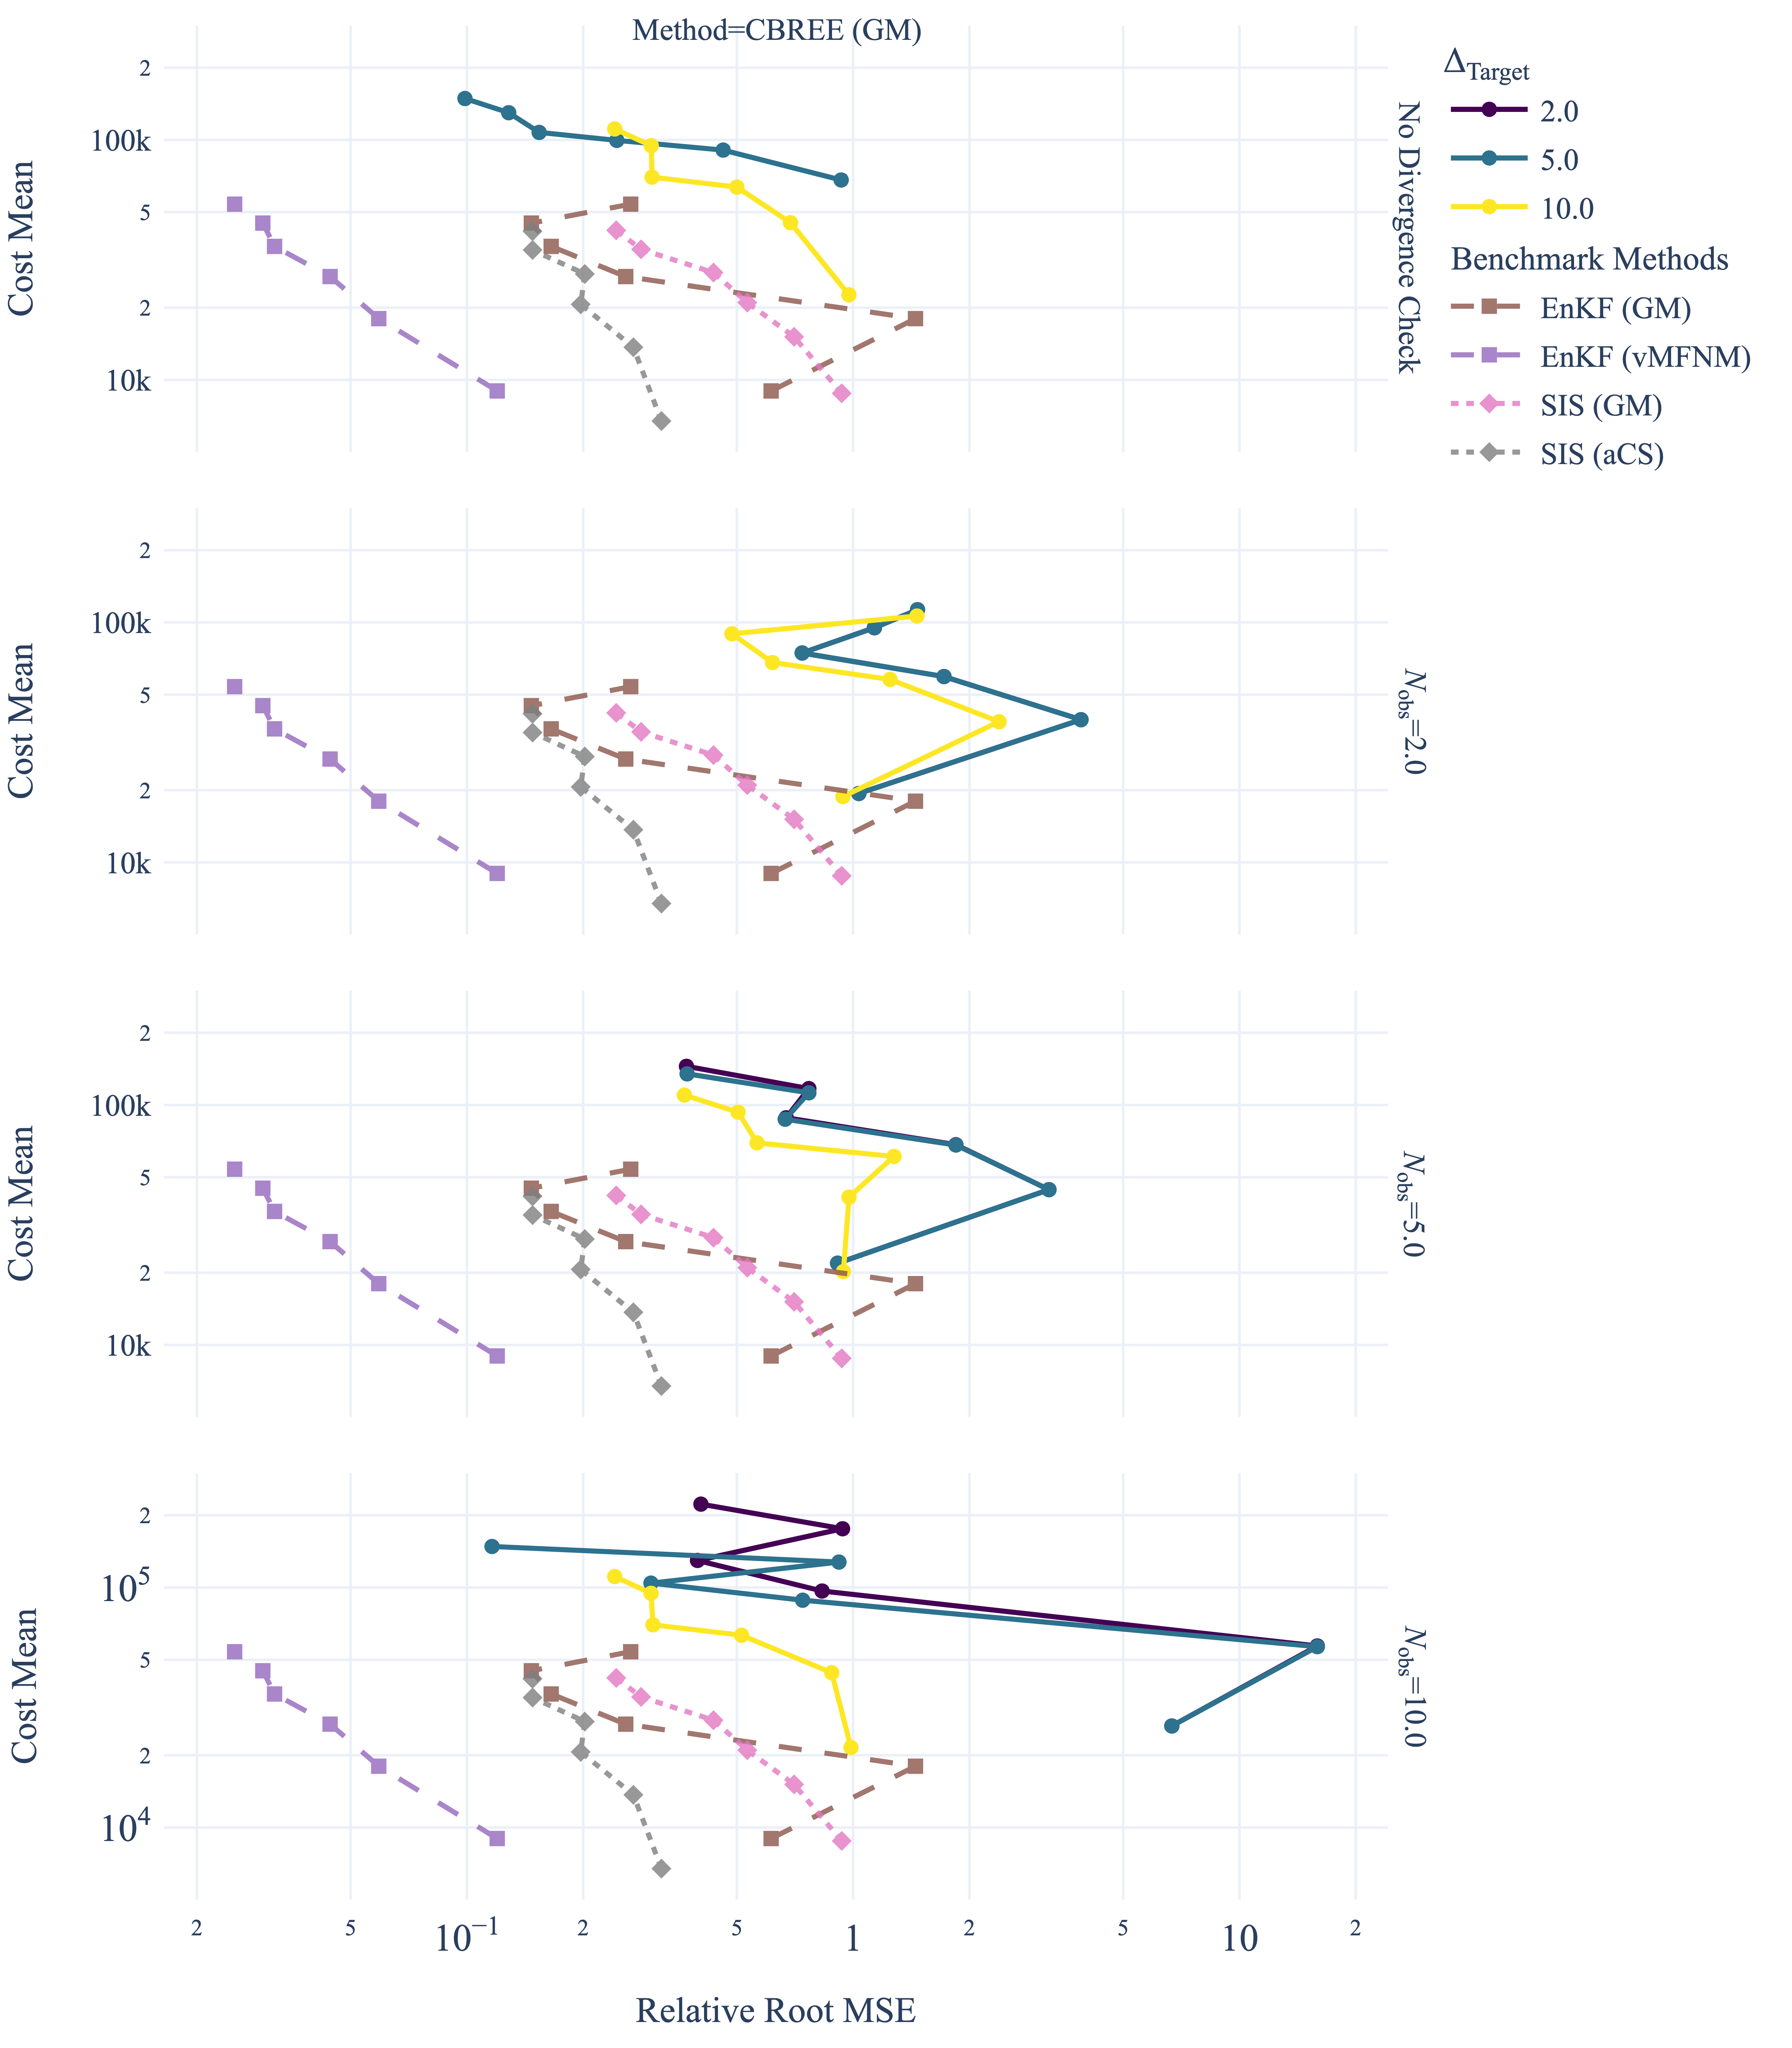 Method=CBREE (GM)
2
100k
5
2
10k
Cost Mean
No Divergence Check
2
100k
5
2
10k
Cost Mean
N_obs=2.0
2
100k
5
2
10k
Cost Mean
N_obs=5.0
2
10^5
5
2
10^4
Cost Mean
N_obs=10.0
2 5 10^−1 2 5 1 2 5 10 2
Relative Root MSE
Δ_Target
2.0
5.0
10.0
Benchmark Methods
EnKF (GM)
EnKF (vMFNM)
SIS (GM)
SIS (aCS)